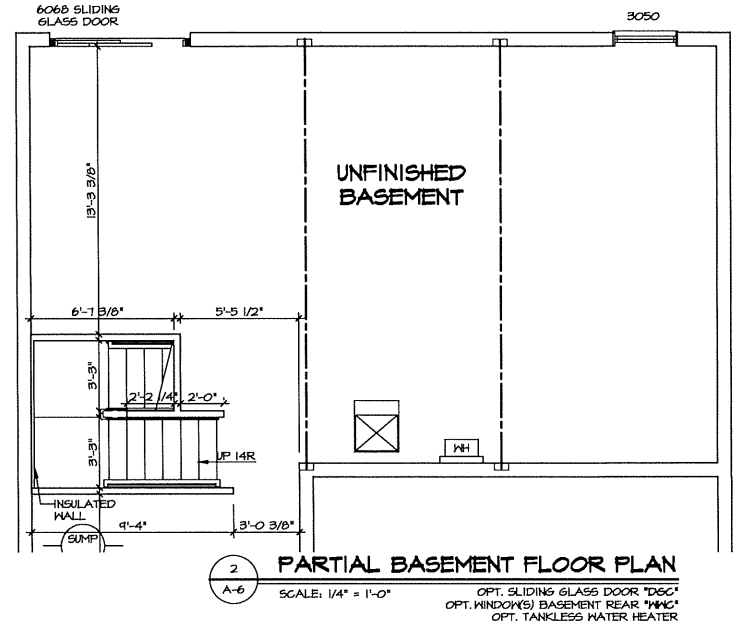 6068 SLIDING
GLASS DOOR
3050
13'-3 3/8"
UNFINISHED
BASEMENT
6'-7 3/8"
5'-5 1/2"
3'-3"
2'-2 1/4"
2'-0"
3'-3"
UP 14R
WH
INSULATED
WALL
9'-4"
3'-0 3/8"
SUMP
2
A-6
PARTIAL BASEMENT FLOOR PLAN
SCALE: 1/4" = 1'-0"
OPT. SLIDING GLASS DOOR "DSC"
OPT. WINDOW(S) BASEMENT REAR "WWC"
OPT. TANKLESS WATER HEATER